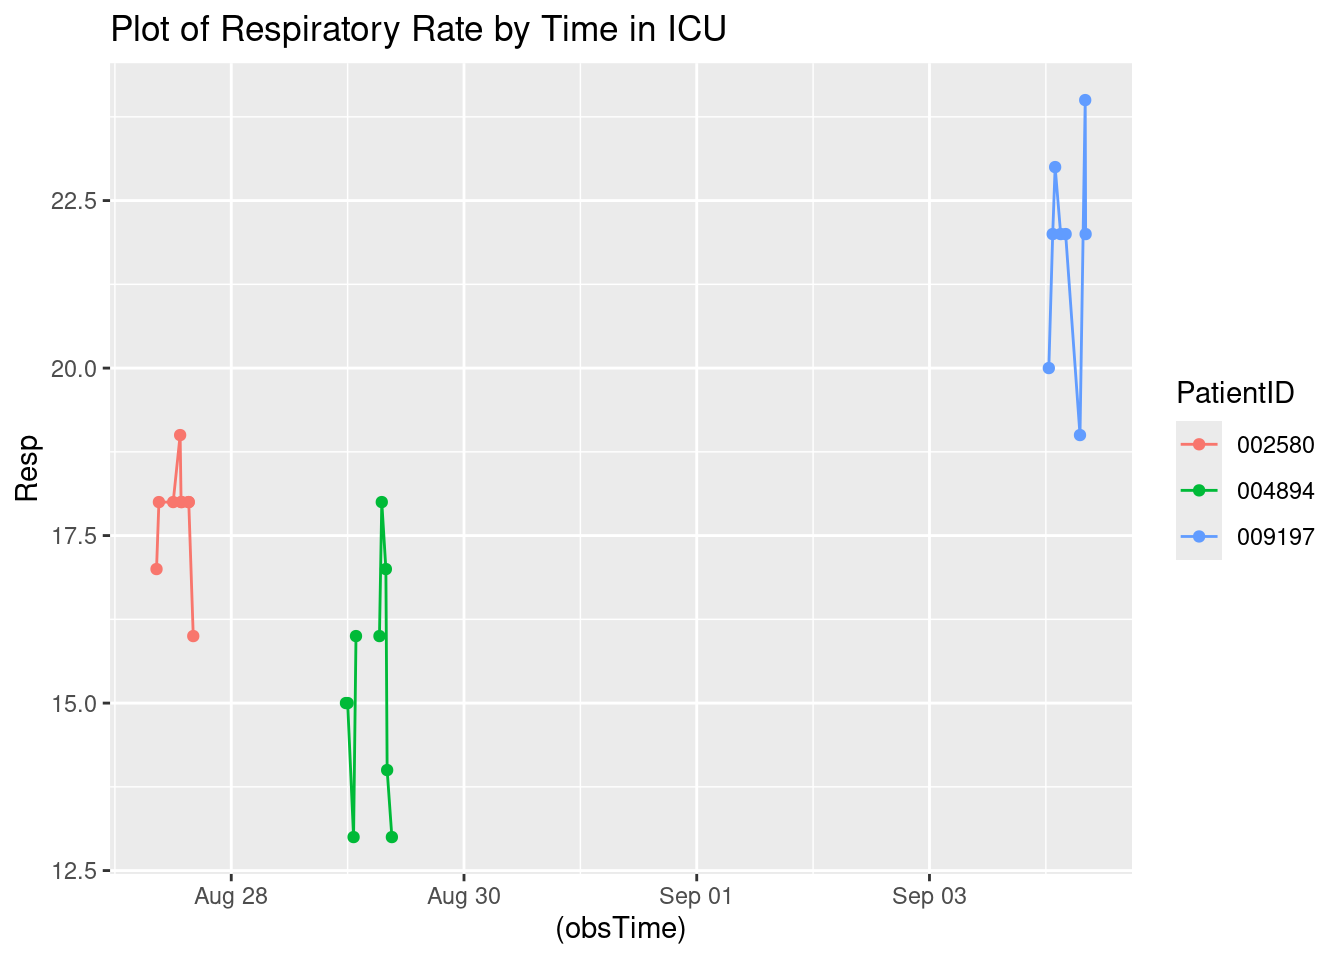 Plot of Respiratory Rate by Time in ICU
22.5
20.0
17.5
15.0
12.5
Resp
Aug 28 Aug 30 Sep 01 Sep 03
(obsTime)
PatientID
002580
004894
009197